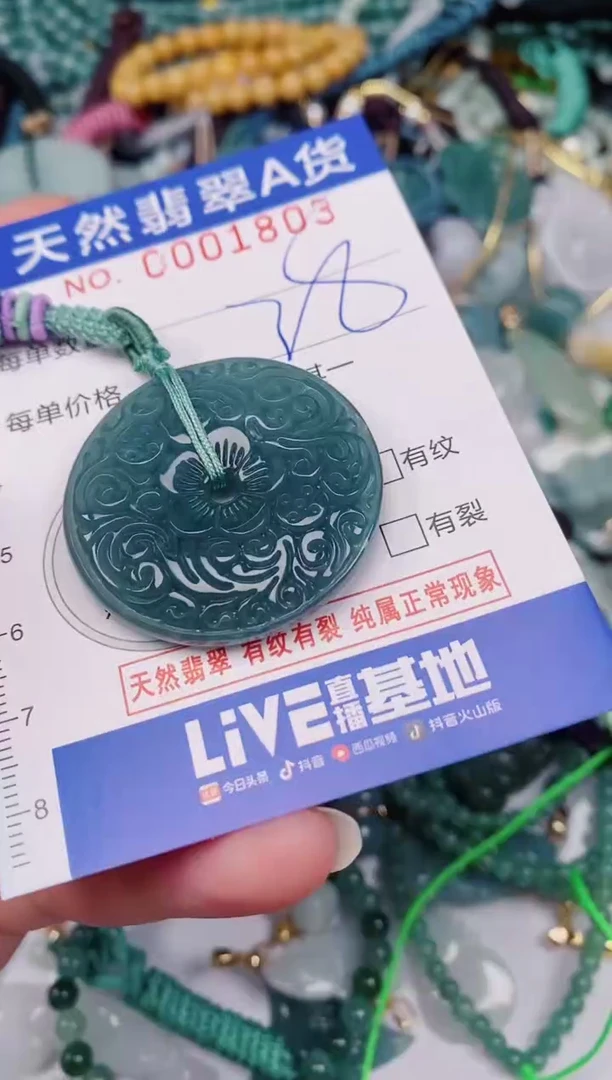 天然翡翠A货
NO. 0001803
每单数
每单价格
其一
有纹
有裂
5
6
7
8
天然翡翠 有纹有裂 纯属正常现象
LiVE直播基地
今日头条 抖音 西瓜视频 抖音火山版